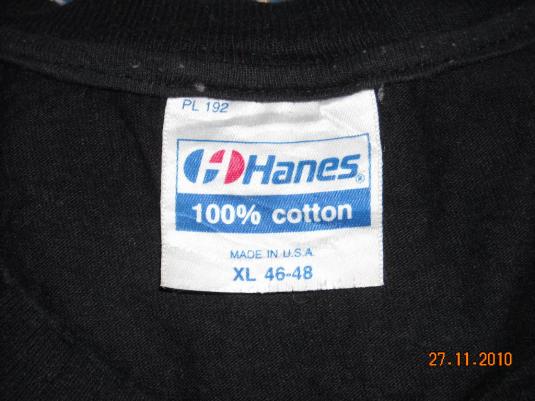 PL 192
Hanes®
100% cotton
MADE IN U.S.A.
XL 46-48
27.11.2010